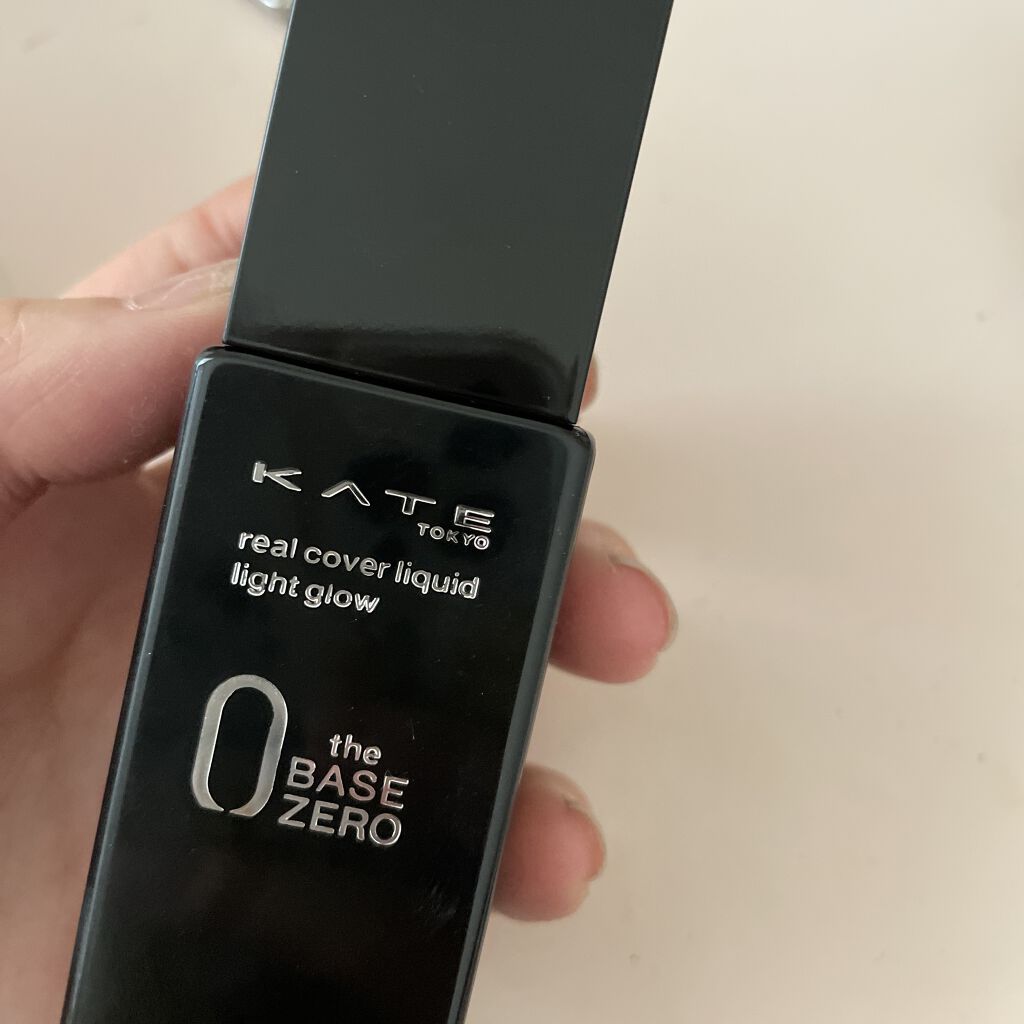 KATE
TOKYO
real cover liquid
light glow
0
the
BASE
ZERO